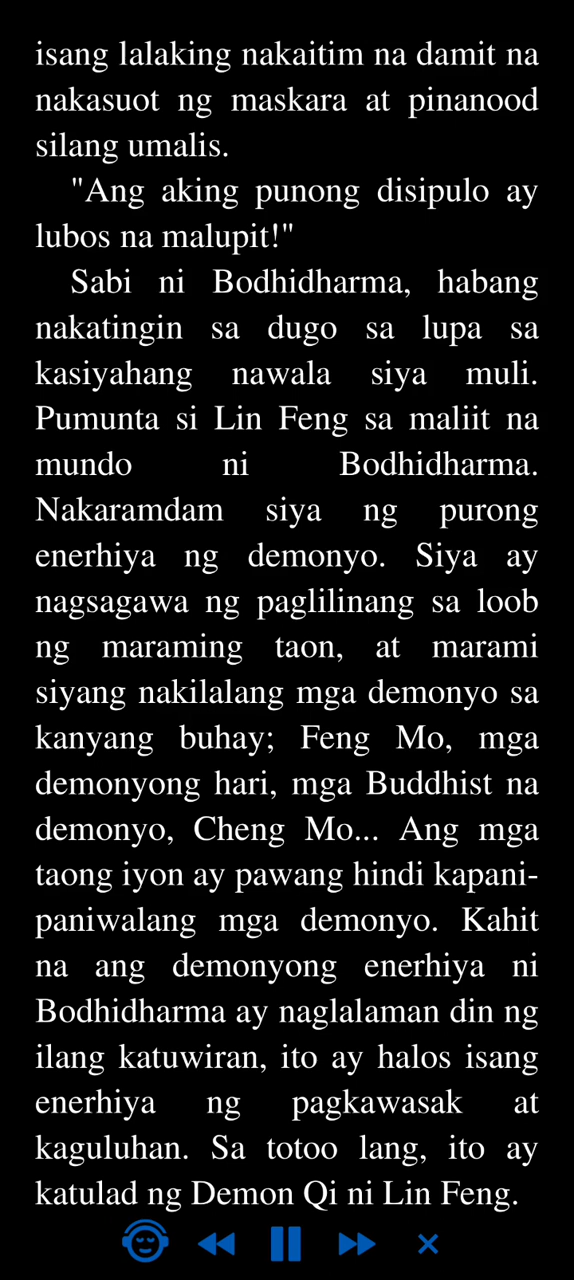 isang lalaking nakaitim na damit na
nakasuot ng maskara at pinanood
silang umalis.
"Ang aking punong disipulo ay
lubos na malupit!"
Sabi ni Bodhidharma, habang
nakatingin sa dugo sa lupa sa
kasiyahang nawala siya muli.
Pumunta si Lin Feng sa maliit na
mundo ni Bodhidharma.
Nakaramdam siya ng purong
enerhiya ng demonyo. Siya ay
nagsagawa ng paglilinang sa loob
ng maraming taon, at marami
siyang nakilalang mga demonyo sa
kanyang buhay; Feng Mo, mga
demonyong hari, mga Buddhist na
demonyo, Cheng Mo... Ang mga
taong iyon ay pawang hindi kapani-
paniwalang mga demonyo. Kahit
na ang demonyong enerhiya ni
Bodhidharma ay naglalaman din ng
ilang katuwiran, ito ay halos isang
enerhiya ng pagkawasak at
kaguluhan. Sa totoo lang, ito ay
katulad ng Demon Qi ni Lin Feng.